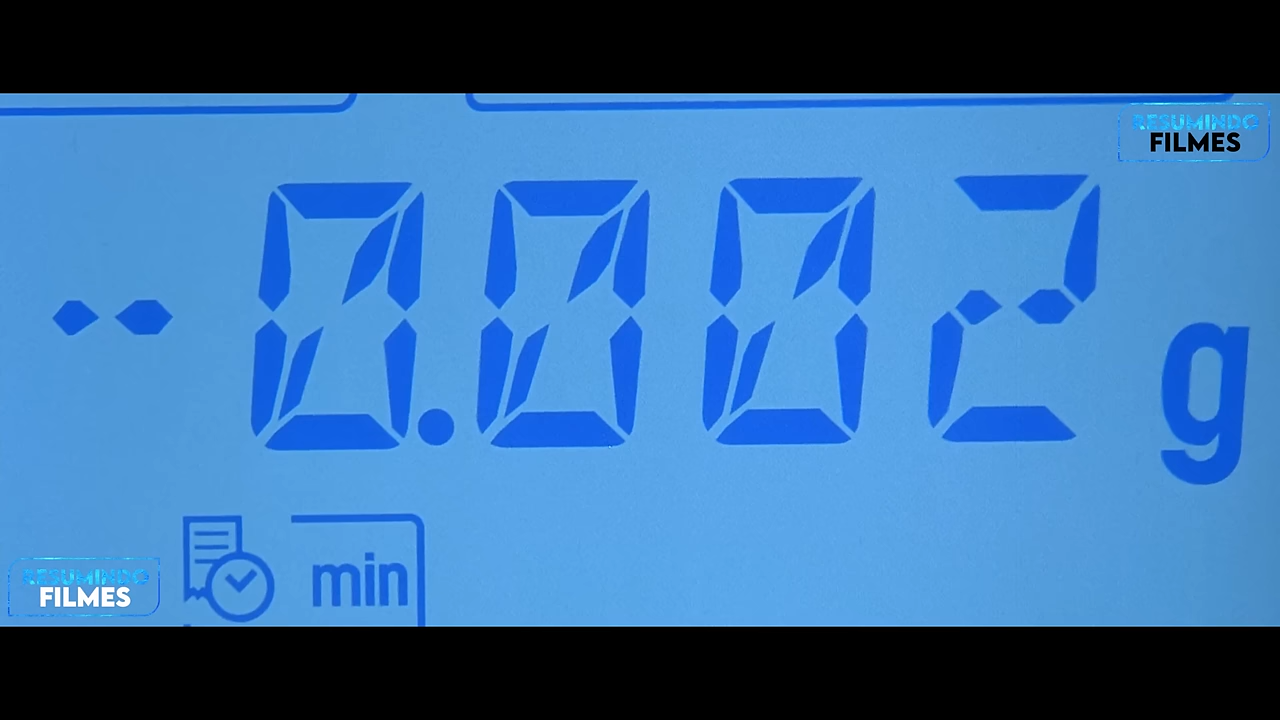 RESUMINDO
FILMES
-0.002 g
min
RESUMINDO
FILMES